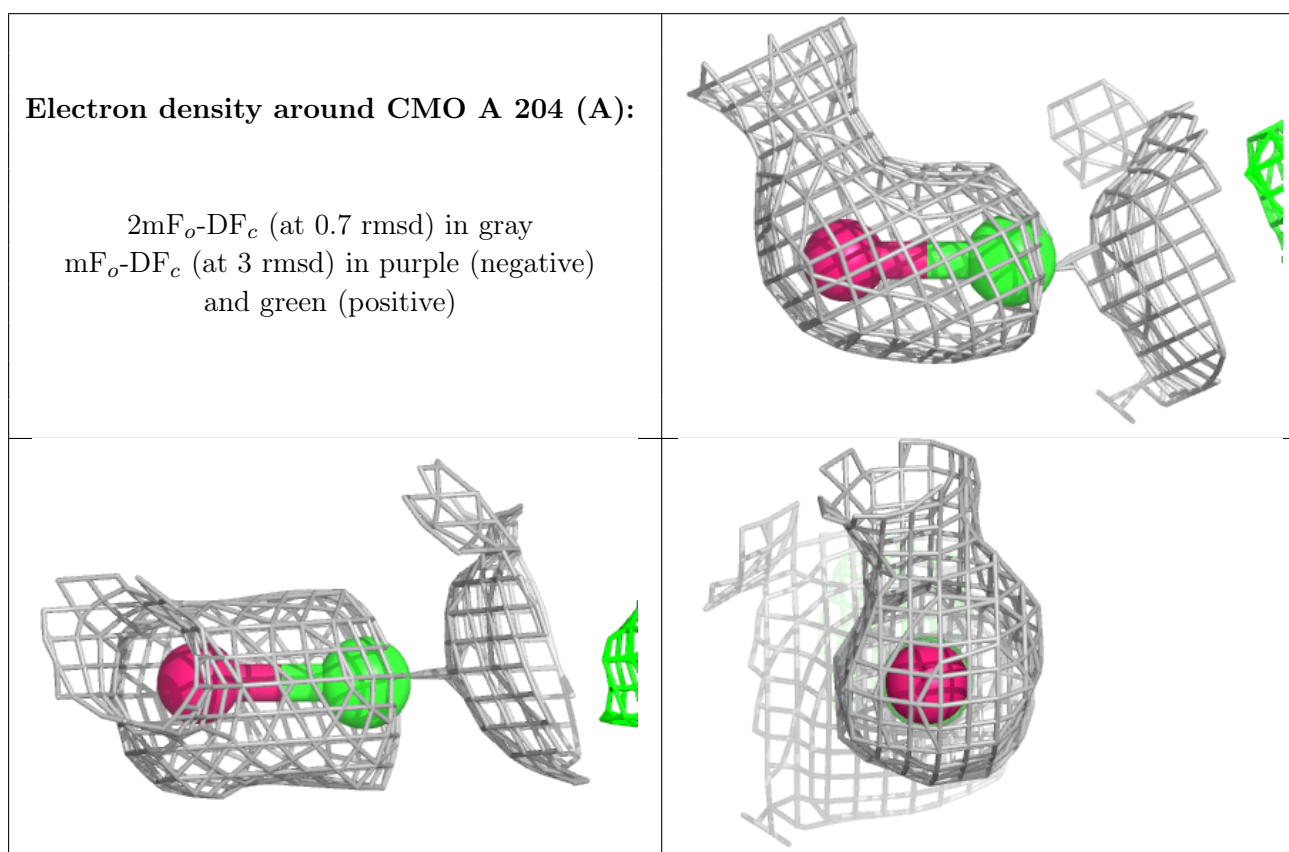 Electron density around CMO A 204 (A):
2mFₒ-DF𝒸 (at 0.7 rmsd) in gray
mFₒ-DF𝒸 (at 3 rmsd) in purple (negative)
and green (positive)